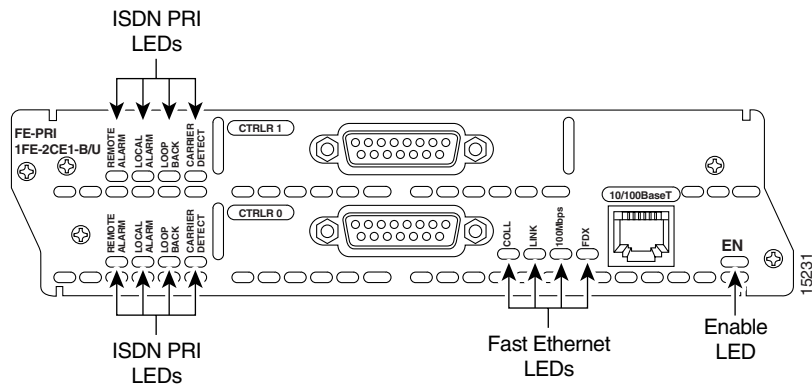 ISDN PRI
LEDs
FE-PRI
1FE-2CE1-B/U
REMOTE
ALARM
LOCAL
ALARM
LOOP
BACK
CARRIER
DETECT
CTRLR 1
REMOTE
ALARM
LOCAL
ALARM
LOOP
BACK
CARRIER
DETECT
CTRLR 0
COLL
LINK
100Mbps
FDX
10/100BaseT
EN
15231
ISDN PRI
LEDs
Fast Ethernet
LEDs
Enable
LED